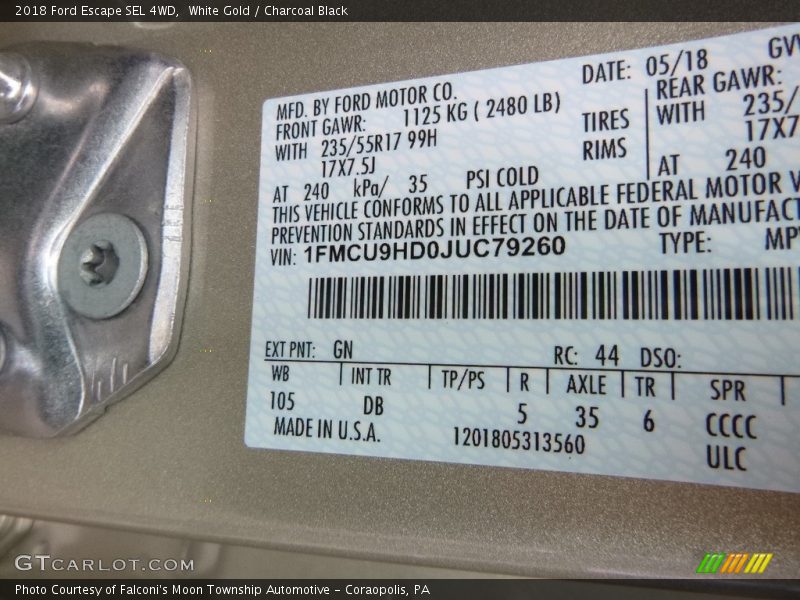 2018 Ford Escape SEL 4WD, White Gold / Charcoal Black
MFD. BY FORD MOTOR CO.
DATE: 05/18
FRONT GAWR: 1125 KG ( 2480 LB)
REAR GAWR:
WITH 235/55R17 99H TIRES
WITH 235/
17X7.5J RIMS
17X7
AT 240 kPa/ 35 PSI COLD
AT 240
THIS VEHICLE CONFORMS TO ALL APPLICABLE FEDERAL MOTOR
PREVENTION STANDARDS IN EFFECT ON THE DATE OF
VIN: 1FMCU9HD0JUC79260 TYPE:
EXT PNT: GN RC: 44 DSO:
WB INT TR TP/PS R AXLE TR SPR
105 DB 5 35 6 CCCC
MADE IN U.S.A. 1201805313560 ULC
GTCARLOT.COM
Photo Courtesy of Falconi's Moon Township Automotive - Coraopolis, PA